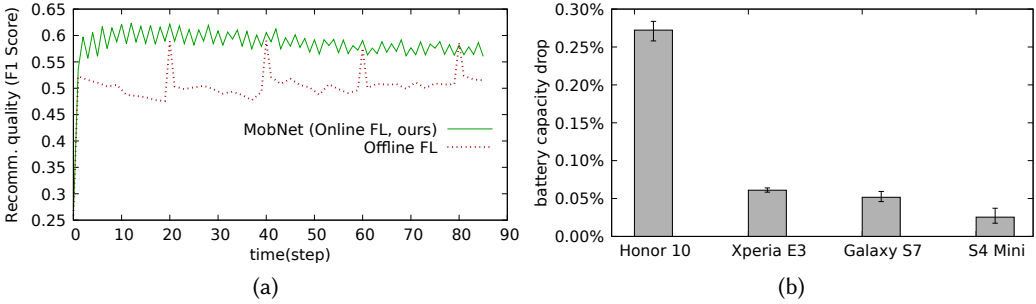 Recomm. quality (F1 Score)
0.65
0.6
0.55
0.5
0.45
0.4
0.35
0.3
0.25
MobNet (Online FL, ours)
Offline FL
0 10 20 30 40 50 60 70 80 90
time(step)
(a)
battery capacity drop
0.30%
0.25%
0.20%
0.15%
0.10%
0.05%
0.00%
Honor 10 Xperia E3 Galaxy S7 S4 Mini
(b)